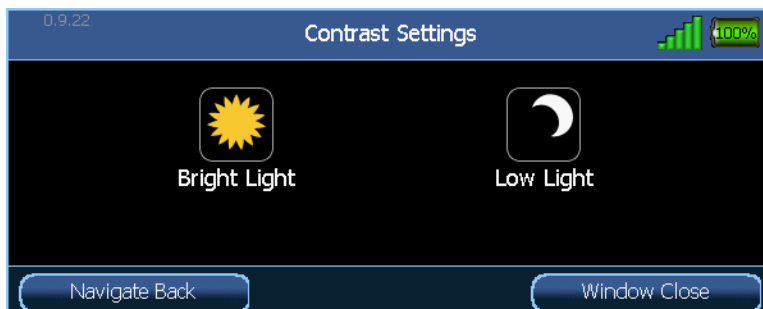 0.9.22
Contrast Settings
100%
Bright Light
Low Light
Navigate Back
Window Close